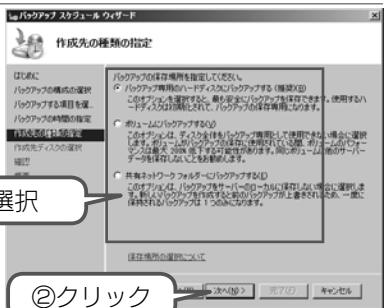 バックアップ スケジュール ウィザード
作成先の種類の指定
はじめに
バックアップの構成の選択
バックアップする項目を選...
バックアップの時間の指定
作成先の種類の指定
作成先ディスクの選択
確認
バックアップの保存場所を指定してください。
バックアップ専用のハードディスクにバックアップする (推奨)(B)
このオプションを選択すると、最も安全にバックアップを保存できます。使用するハ
ードディスクは初期化されて、バックアップの保存専用になります。
ボリュームにバックアップする(V)
このオプションは、ディスク全体をバックアップ専用として使用できない場合に選択
します。ボリュームがバックアップの保存に使用されている間、ボリュームのパフォー
マンスは最大 200% 低下する可能性があります。同じボリュームに他のサーバー
データを保存しないことをお勧めします。
共有ネットワーク フォルダーにバックアップする(E)
このオプションは、バックアップをサーバーのローカルに保存しない場合に選択しま
す。新しいバックアップを作成すると前のバックアップが上書きされるため、一度に
保持されるバックアップは 1 つのみになります。
選択
保存場所の選択について
②クリック
次へ(N) >
完了(F)
キャンセル